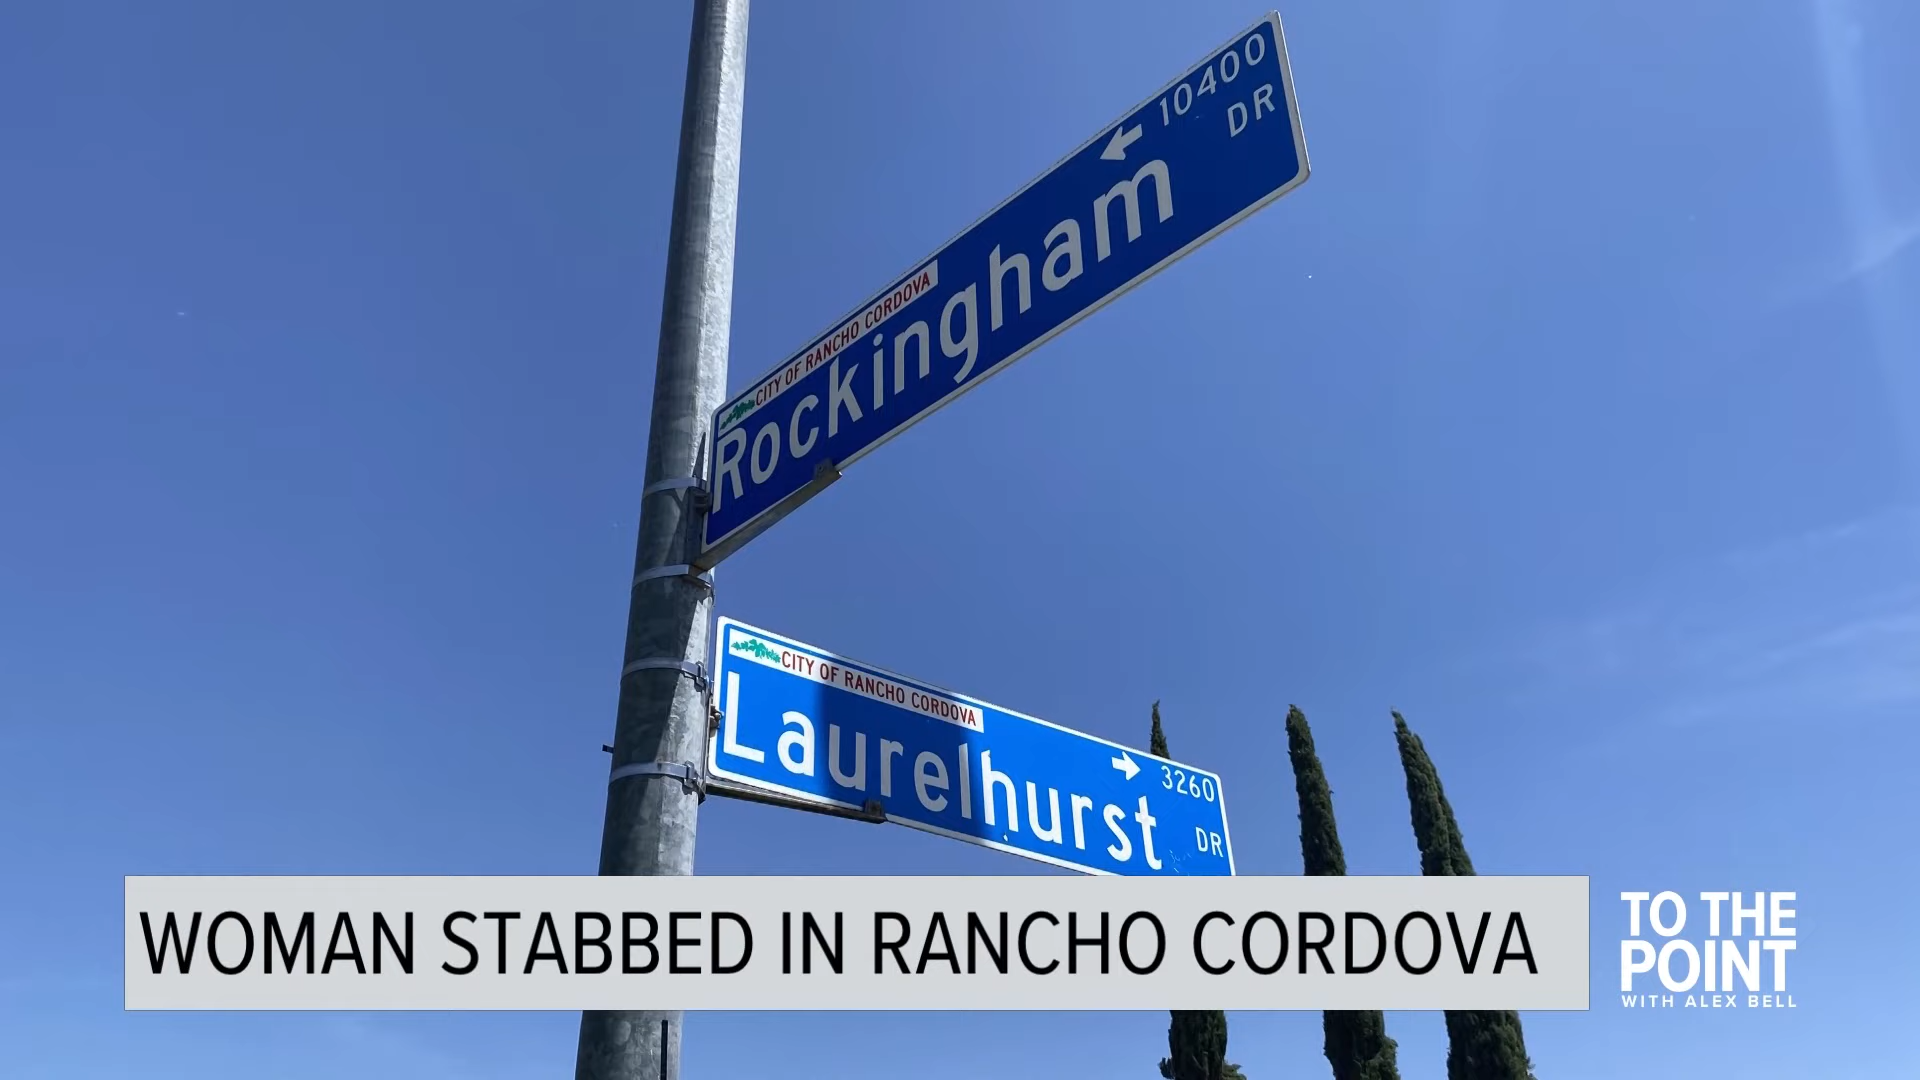 10400
DR
CITY OF RANCHO CORDOVA
Rockingham
CITY OF RANCHO CORDOVA
Laurelhurst
3260
DR
WOMAN STABBED IN RANCHO CORDOVA
TO THE
POINT
WITH ALEX BELL